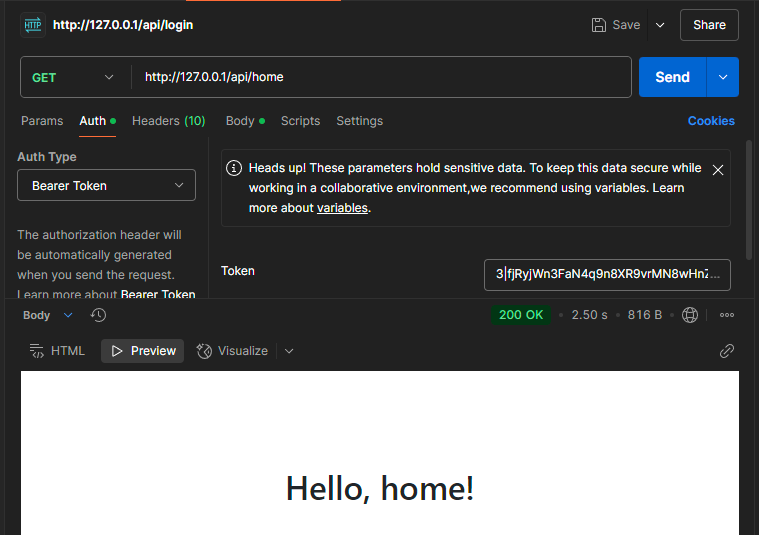 HTTP http://127.0.0.1/api/login Save Share
GET http://127.0.0.1/api/home Send
Params Auth Headers (10) Body Scripts Settings Cookies
Auth Type
Bearer Token
The authorization header will
be automatically generated
when you send the request.
Learn more about Bearer Token
Heads up! These parameters hold sensitive data. To keep this data secure while
working in a collaborative environment,we recommend using variables. Learn
more about variables.
Token 3|fjRyjWn3FaN4q9n8XR9vrMN8wHnZ...
Body 200 OK • 2.50 s • 816 B •
HTML Preview Visualize
Hello, home!